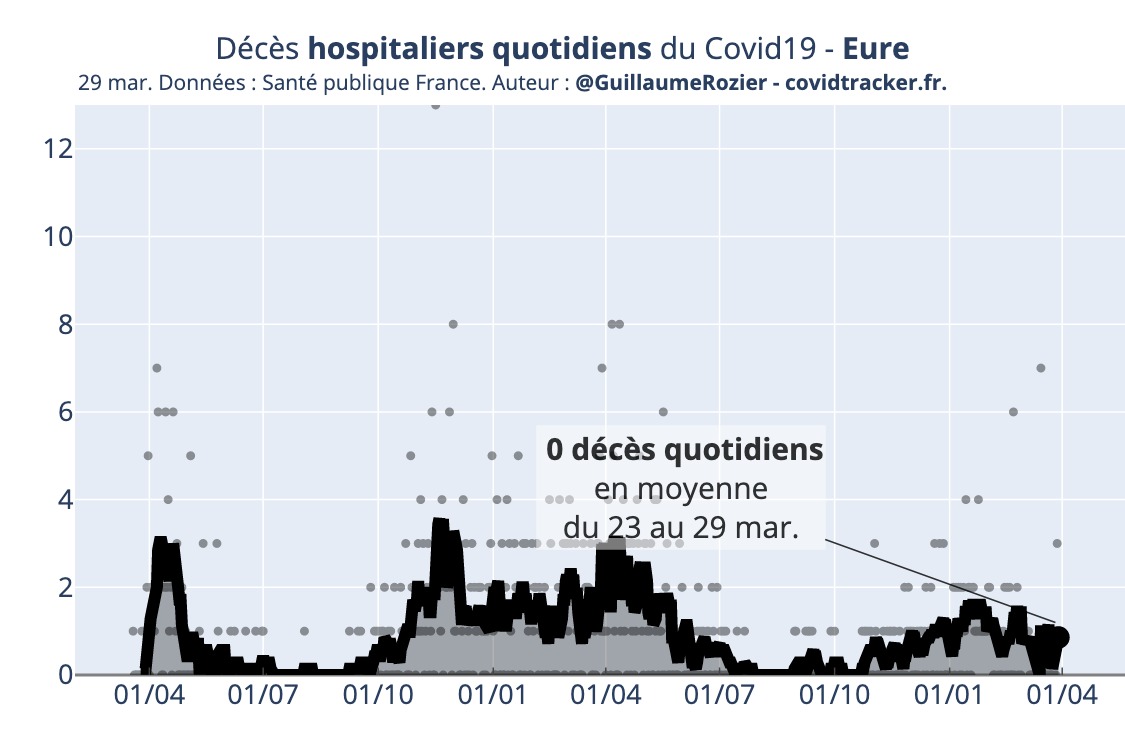 Décès hospitaliers quotidiens du Covid19 - Eure
29 mar. Données : Santé publique France. Auteur : @GuillaumeRozier - covidtracker.fr.
12
10
8
6
0 décès quotidiens
en moyenne
du 23 au 29 mar.
4
2
0
01/04 01/07 01/10 01/01 01/04 01/07 01/10 01/01 01/04